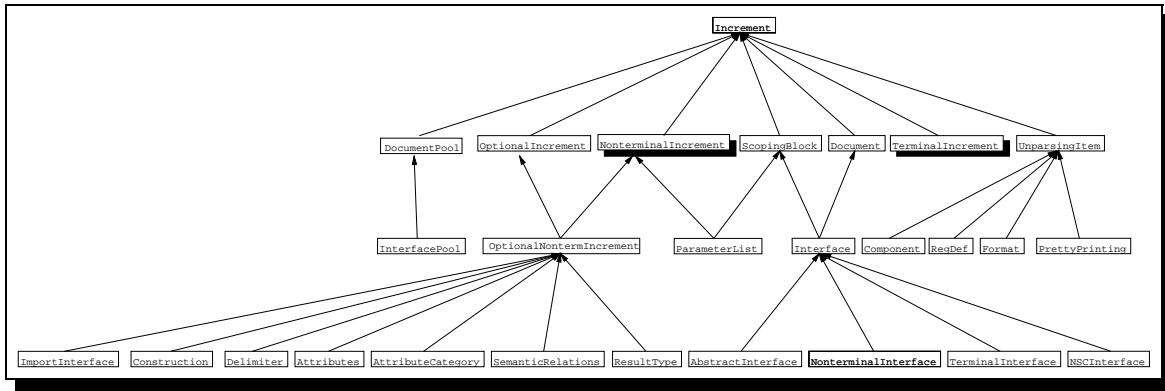 Increment
DocumentPool OptionalIncrement NonterminalIncrement ScopingBlock Document TerminalIncrement UnparsingItem
InterfacePool OptionalNontermIncrement ParameterList Interface Component RegDef Format PrettyPrinting
ImportInterface Construction Delimiter Attributes AttributeCategory SemanticRelations ResultType AbstractInterface NonterminalInterface TerminalInterface NSCInterface